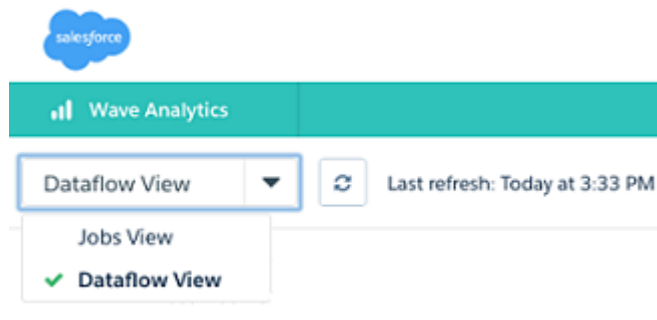 salesforce
Wave Analytics
Dataflow View
Last refresh: Today at 3:33 PM
Jobs View
Dataflow View